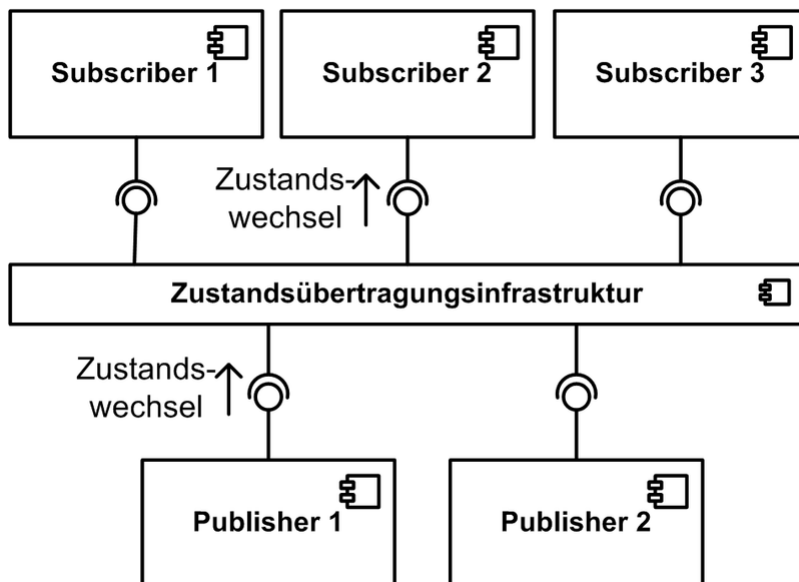 Subscriber 1
Subscriber 2
Subscriber 3
Zustands-
wechsel
Zustandsübertragungsinfrastruktur
Zustands-
wechsel
Publisher 1
Publisher 2